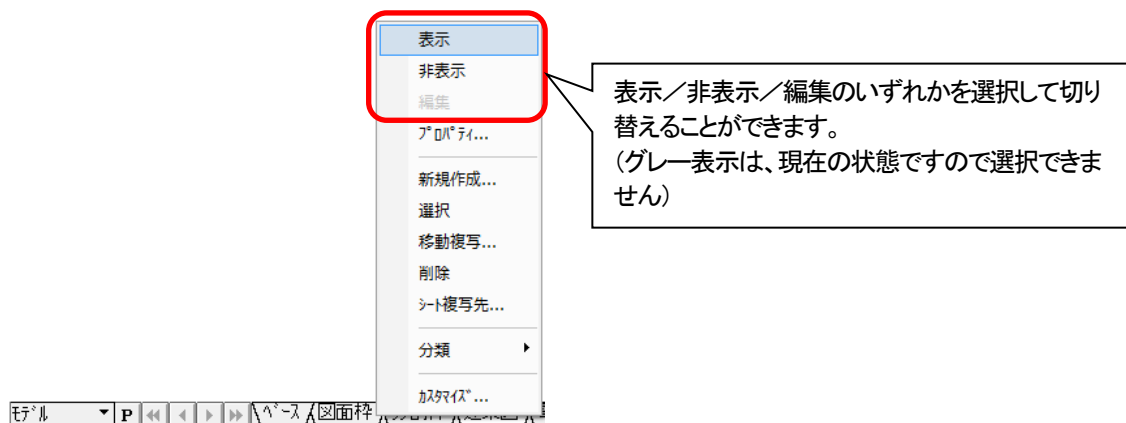 表示
非表示
編集
ﾌﾟﾛﾊﾟﾃｨ...
新規作成...
選択
移動複写...
削除
ｼｰﾄ複写先...
分類
ｶｽﾀﾏｲｽﾞ...
表示／非表示／編集のいずれかを選択して切り
替えることができます。
（グレー表示は、現在の状態ですので選択できま
せん）
ﾓﾃﾞﾙ P ﾍﾞｰｽ 図面枠